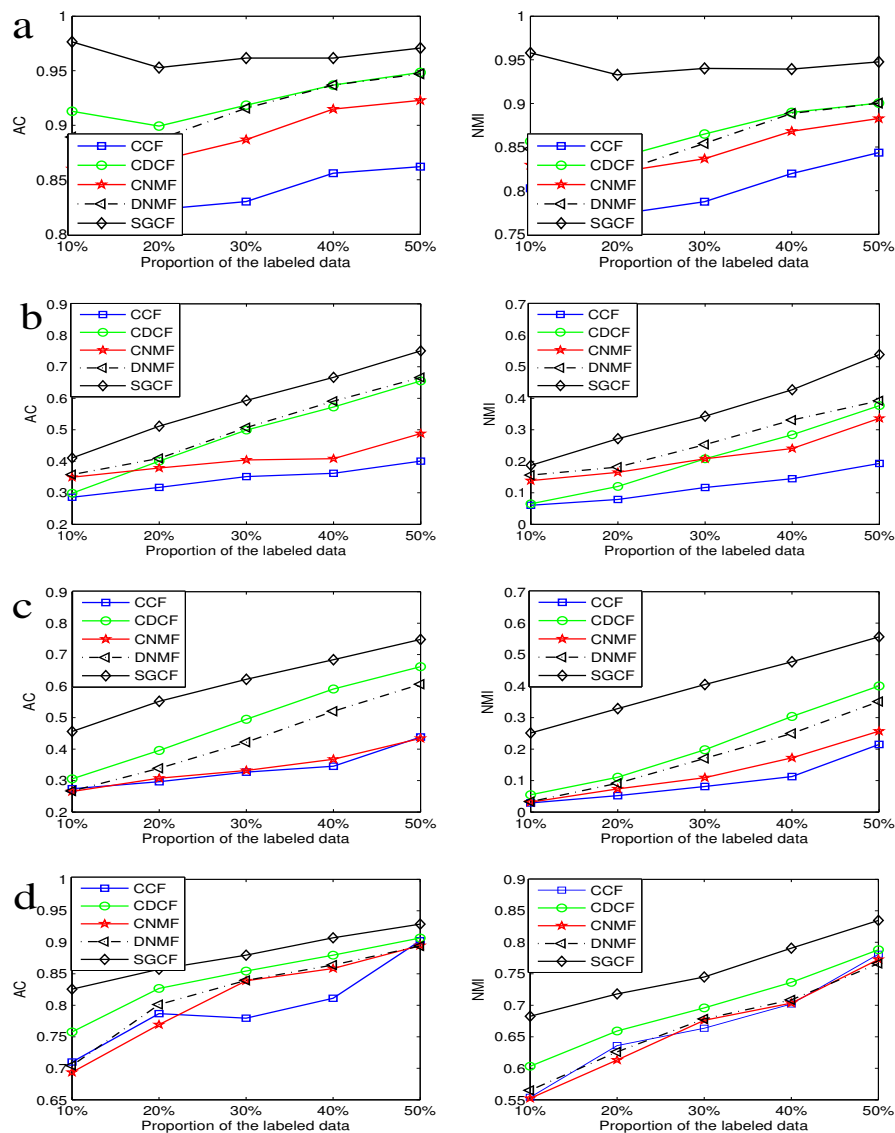 a
1
0.95
0.9
0.85
0.8
AC
CCF
CDCF
CNMF
DNMF
SGCF
10% 20% 30% 40% 50%
Proportion of the labeled data
1
0.95
0.9
0.85
0.8
0.75
NMI
CCF
CDCF
CNMF
DNMF
SGCF
10% 20% 30% 40% 50%
Proportion of the labeled data
b
0.9
0.8
0.7
0.6
0.5
0.4
0.3
0.2
AC
CCF
CDCF
CNMF
DNMF
SGCF
10% 20% 30% 40% 50%
Proportion of the labeled data
0.7
0.6
0.5
0.4
0.3
0.2
0.1
0
NMI
CCF
CDCF
CNMF
DNMF
SGCF
10% 20% 30% 40% 50%
Proportion of the labeled data
c
0.9
0.8
0.7
0.6
0.5
0.4
0.3
0.2
AC
CCF
CDCF
CNMF
DNMF
SGCF
10% 20% 30% 40% 50%
Proportion of the labeled data
0.7
0.6
0.5
0.4
0.3
0.2
0.1
0
NMI
CCF
CDCF
CNMF
DNMF
SGCF
10% 20% 30% 40% 50%
Proportion of the labeled data
d
1
0.95
0.9
0.85
0.8
0.75
0.7
0.65
AC
CCF
CDCF
CNMF
DNMF
SGCF
10% 20% 30% 40% 50%
Proportion of the labeled data
0.9
0.85
0.8
0.75
0.7
0.65
0.6
0.55
NMI
CCF
CDCF
CNMF
DNMF
SGCF
10% 20% 30% 40% 50%
Proportion of the labeled data